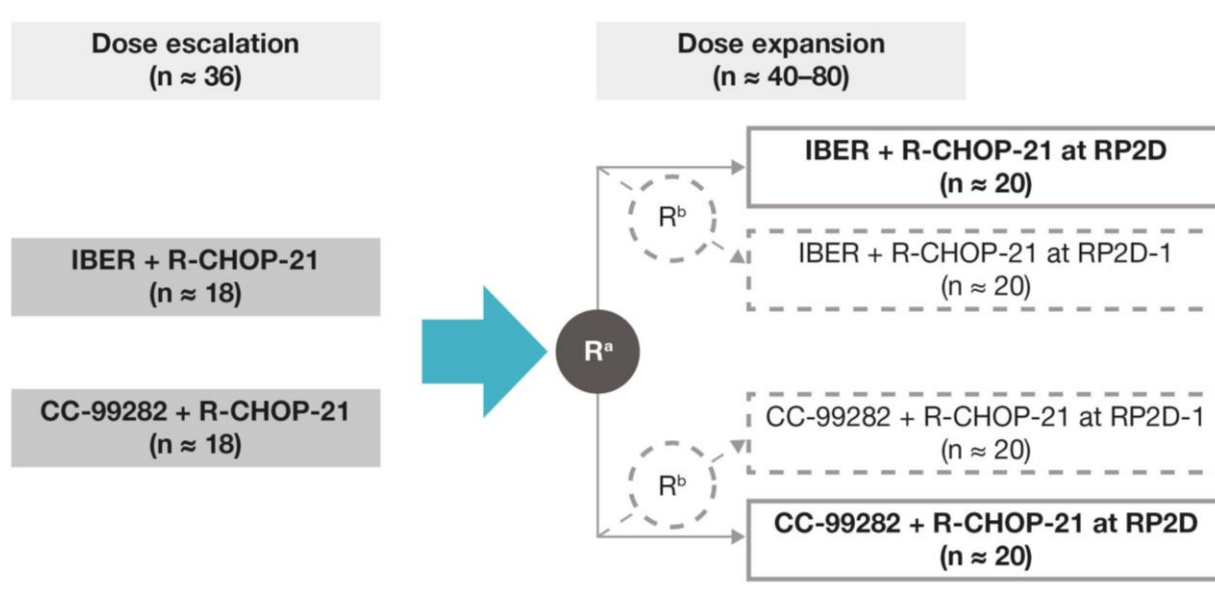 Dose escalation
(n ≈ 36)
Dose expansion
(n ≈ 40–80)
IBER + R-CHOP-21
(n ≈ 18)
CC-99282 + R-CHOP-21
(n ≈ 18)
Rᵃ
Rᵇ
Rᵇ
IBER + R-CHOP-21 at RP2D
(n ≈ 20)
IBER + R-CHOP-21 at RP2D-1
(n ≈ 20)
CC-99282 + R-CHOP-21 at RP2D-1
(n ≈ 20)
CC-99282 + R-CHOP-21 at RP2D
(n ≈ 20)